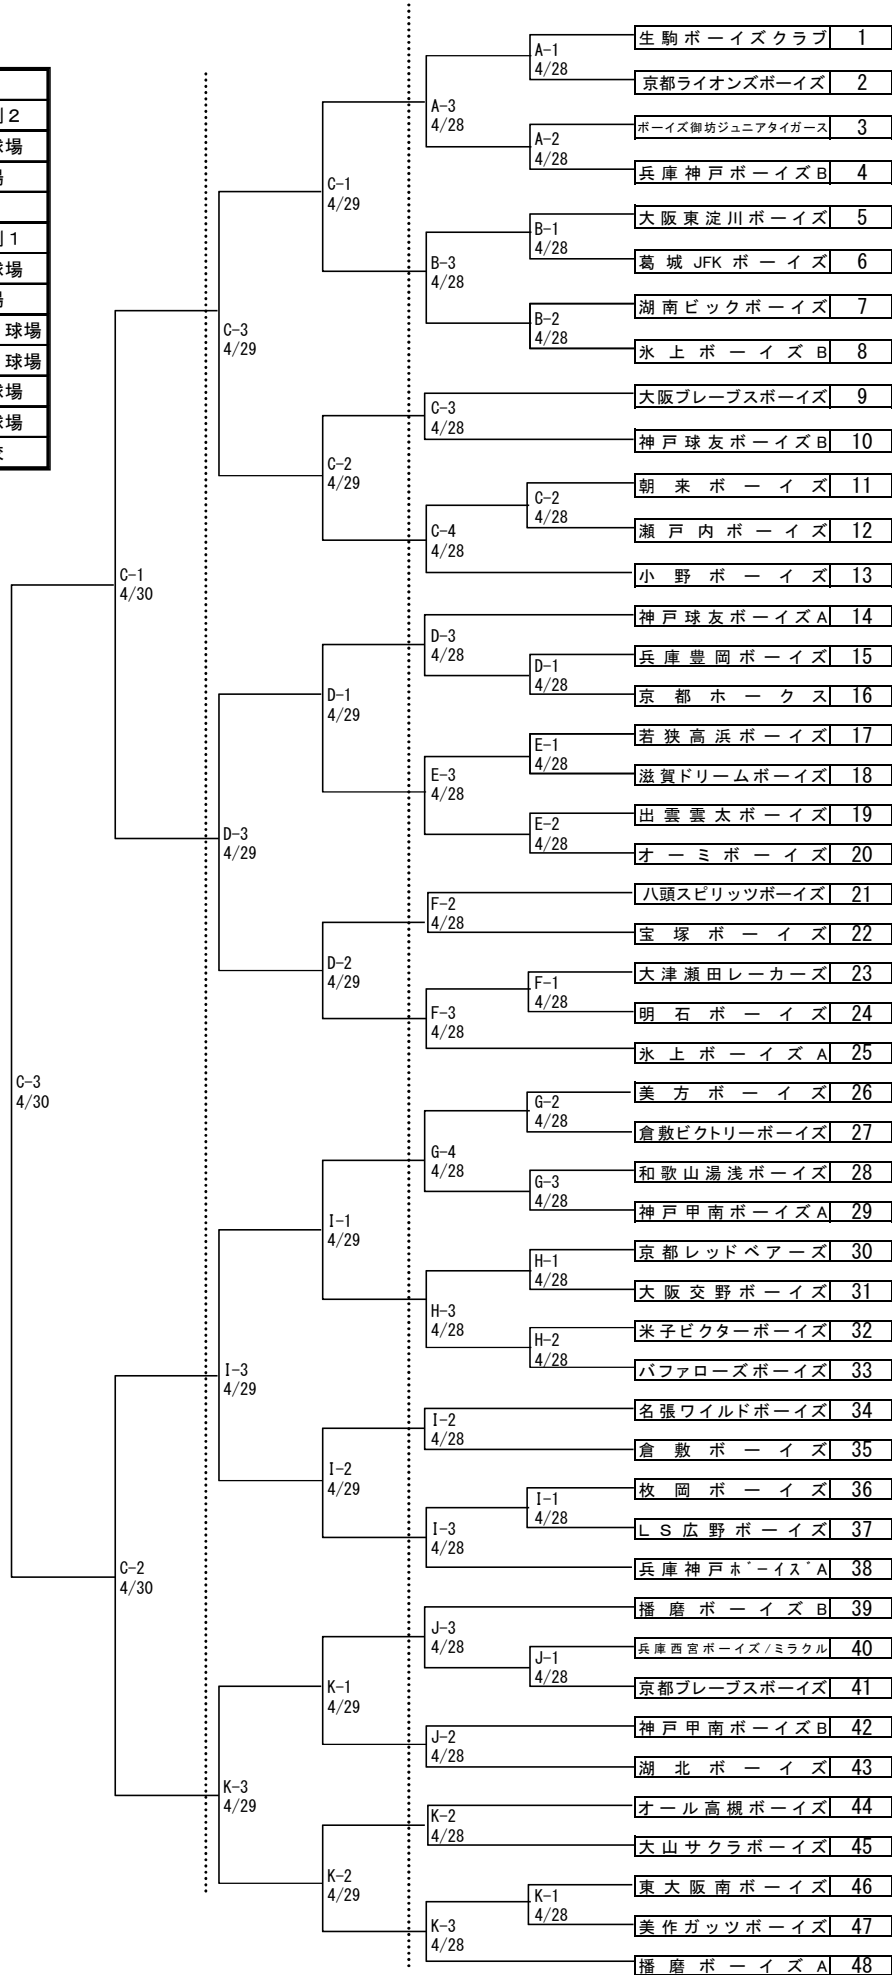 生駒ボーイズクラブ 1
A-1
4/28
京都ライオンズボーイズ 2
A-3
4/28
ボーイズ御坊ジュニアタイガース 3
A-2
4/28
兵庫神戸ボーイズB 4
C-1
4/29
大阪東淀川ボーイズ 5
B-1
4/28
葛城JFKボーイズ 6
B-3
4/28
湖南ビックボーイズ 7
B-2
4/28
氷上ボーイズB 8
C-3
4/29
大阪ブレーブスボーイズ 9
C-3
4/28
神戸球友ボーイズB 10
C-2
4/29
朝来ボーイズ 11
C-2
4/28
瀬戸内ボーイズ 12
C-4
4/28
小野ボーイズ 13
C-1
4/30
神戸球友ボーイズA 14
D-3
4/28
兵庫豊岡ボーイズ 15
D-1
4/28
京都ホークス 16
D-1
4/29
若狭高浜ボーイズ 17
E-1
4/28
滋賀ドリームボーイズ 18
E-3
4/28
出雲雲太ボーイズ 19
E-2
4/28
オーミボーイズ 20
D-3
4/29
八頭スピリッツボーイズ 21
F-2
4/28
宝塚ボーイズ 22
D-2
4/29
大津瀬田レーカーズ 23
F-1
4/28
明石ボーイズ 24
F-3
4/28
氷上ボーイズA 25
C-3
4/30
美方ボーイズ 26
G-2
4/28
倉敷ビクトリーボーイズ 27
G-4
4/28
和歌山湯浅ボーイズ 28
G-3
4/28
神戸甲南ボーイズA 29
I-1
4/29
京都レッドベアーズ 30
H-1
4/28
大阪交野ボーイズ 31
H-3
4/28
米子ビクターボーイズ 32
H-2
4/28
バファローズボーイズ 33
I-3
4/29
名張ワイルドボーイズ 34
I-2
4/28
倉敷ボーイズ 35
I-2
4/29
枚岡ボーイズ 36
I-1
4/28
LS広野ボーイズ 37
I-3
4/28
兵庫神戸ﾎﾞｰｲｽﾞA 38
C-2
4/30
播磨ボーイズB 39
J-3
4/28
兵庫西宮ボーイズ/ミラクル 40
J-1
4/28
京都ブレーブスボーイズ 41
K-1
4/29
神戸甲南ボーイズB 42
J-2
4/28
湖北ボーイズ 43
K-3
4/29
オール高槻ボーイズ 44
K-2
4/28
大山サクラボーイズ 45
K-2
4/29
東大阪南ボーイズ 46
K-1
4/28
美作ガッツボーイズ 47
K-3
4/28
播磨ボーイズA 48
2
場
場
1
場
場
球場
球場
場
場